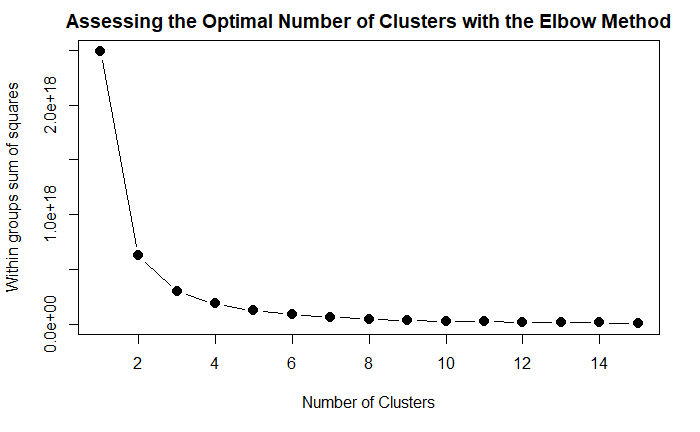 Assessing the Optimal Number of Clusters with the Elbow Method
Within groups sum of squares
2.0e+18
1.0e+18
0.0e+00
2 4 6 8 10 12 14
Number of Clusters